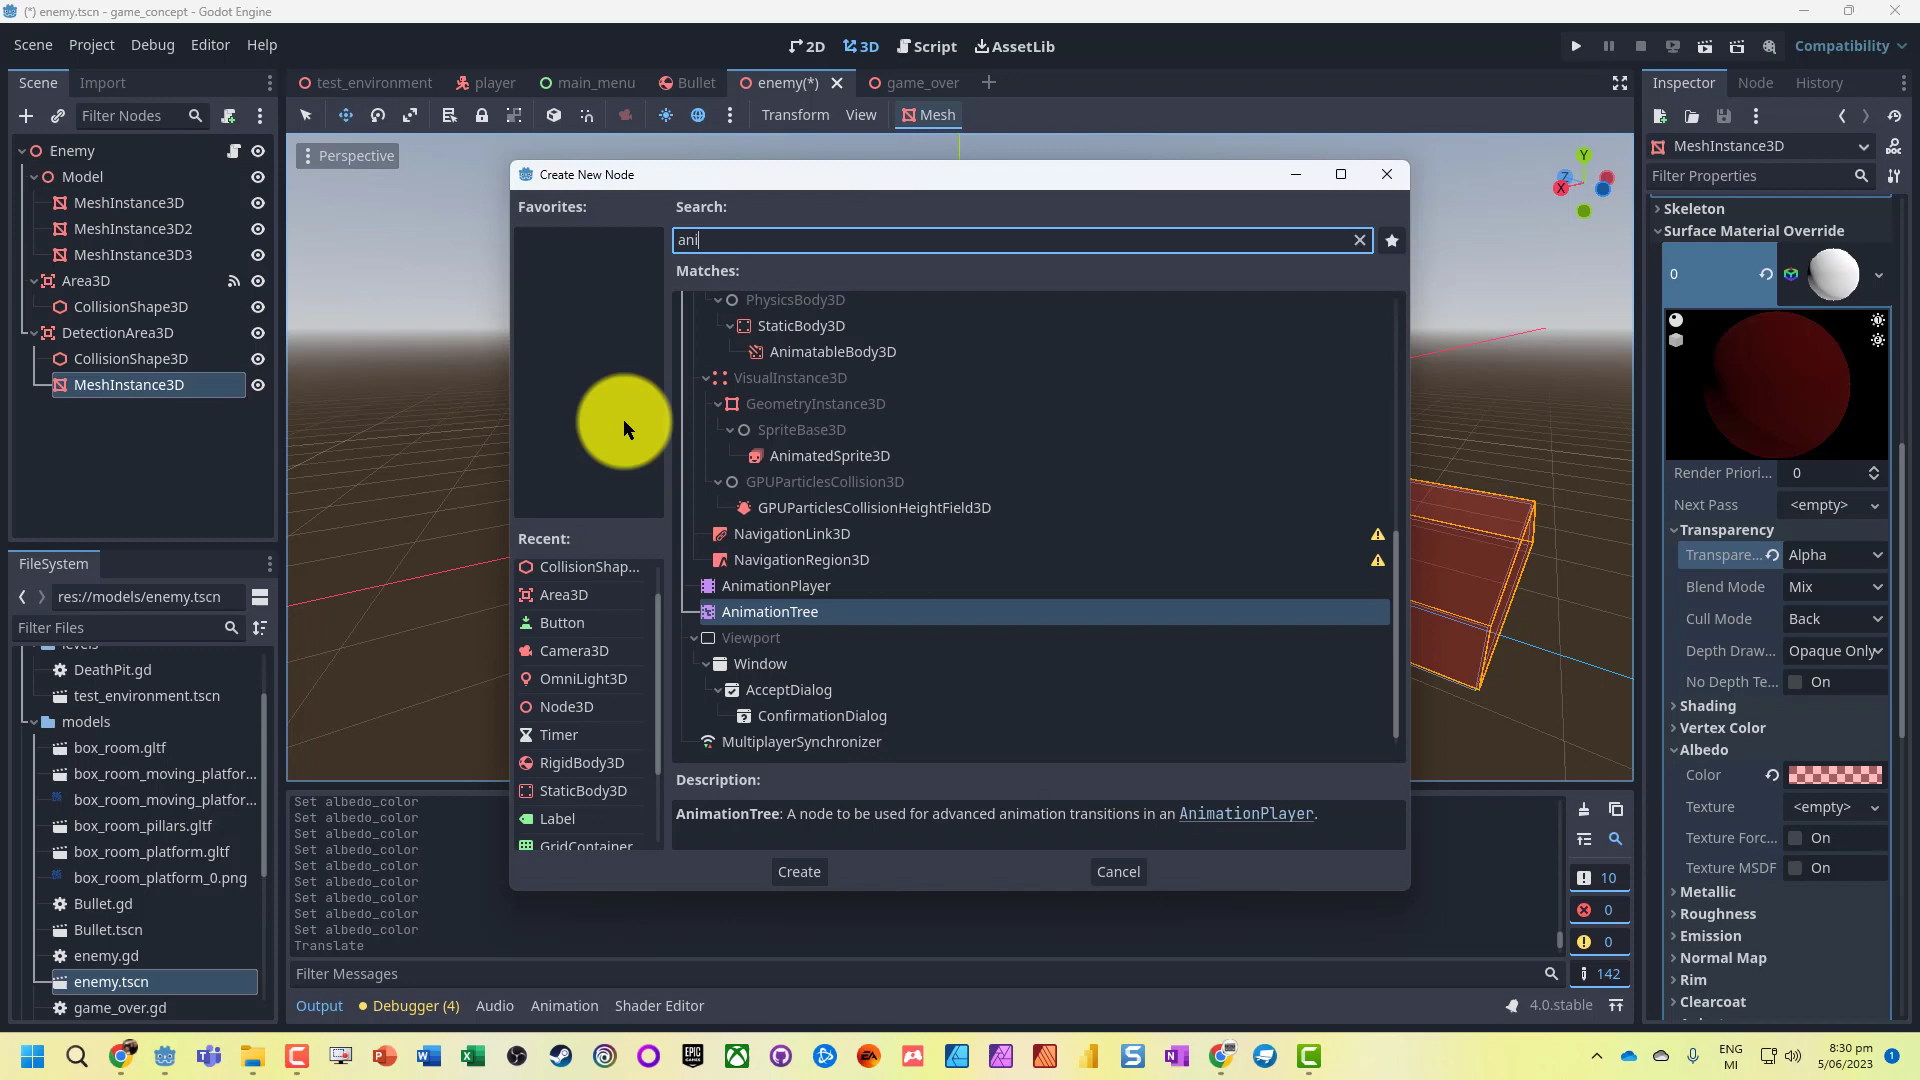 (*) enemy.tscn - game_concept - Godot Engine
Scene Project Debug Editor Help
2D 3D Script AssetLib
Compatibility
Scene Import
test_environment player main_menu Bullet enemy(*) game_over
Inspector Node History
Filter Nodes
Transform View Mesh
Perspective
Enemy
Model
MeshInstance3D
MeshInstance3D2
MeshInstance3D3
Area3D
CollisionShape3D
DetectionArea3D
CollisionShape3D
MeshInstance3D
FileSystem
res://models/enemy.tscn
Filter Files
levels
DeathPit.gd
test_environment.tscn
models
box_room.gltf
box_room_moving_platfor...
box_room_moving_platfor...
box_room_pillars.gltf
box_room_platform.gltf
box_room_platform_0.png
Bullet.gd
Bullet.tscn
enemy.gd
enemy.tscn
game_over.gd
Create New Node
Favorites:
Search:
ani
Matches:
PhysicsBody3D
StaticBody3D
AnimatableBody3D
VisualInstance3D
GeometryInstance3D
SpriteBase3D
AnimatedSprite3D
GPUParticlesCollision3D
GPUParticlesCollisionHeightField3D
NavigationLink3D
NavigationRegion3D
AnimationPlayer
AnimationTree
Viewport
Window
AcceptDialog
ConfirmationDialog
MultiplayerSynchronizer
Recent:
CollisionShap...
Area3D
Button
Camera3D
OmniLight3D
Node3D
Timer
RigidBody3D
StaticBody3D
Label
GridContainer
Description:
AnimationTree: A node to be used for advanced animation transitions in an AnimationPlayer.
Create Cancel
Set albedo_color
Set albedo_color
Set albedo_color
Set albedo_color
Set albedo_color
Set albedo_color
Set albedo_color
Set albedo_color
Set albedo_color
Translate
10
0
0
142
Filter Messages
Output Debugger (4) Audio Animation Shader Editor
4.0.stable
MeshInstance3D
Filter Properties
Skeleton
Surface Material Override
0
Render Priori... 0
Next Pass <empty>
Transparency
Transpare... Alpha
Blend Mode Mix
Cull Mode Back
Depth Draw... Opaque Only
No Depth Te... On
Shading
Vertex Color
Albedo
Color
Texture <empty>
Texture Forc... On
Texture MSDF On
Metallic
Roughness
Emission
Normal Map
Rim
Clearcoat
X Y Z
ENG
MI
8:30 pm
5/06/2023
1